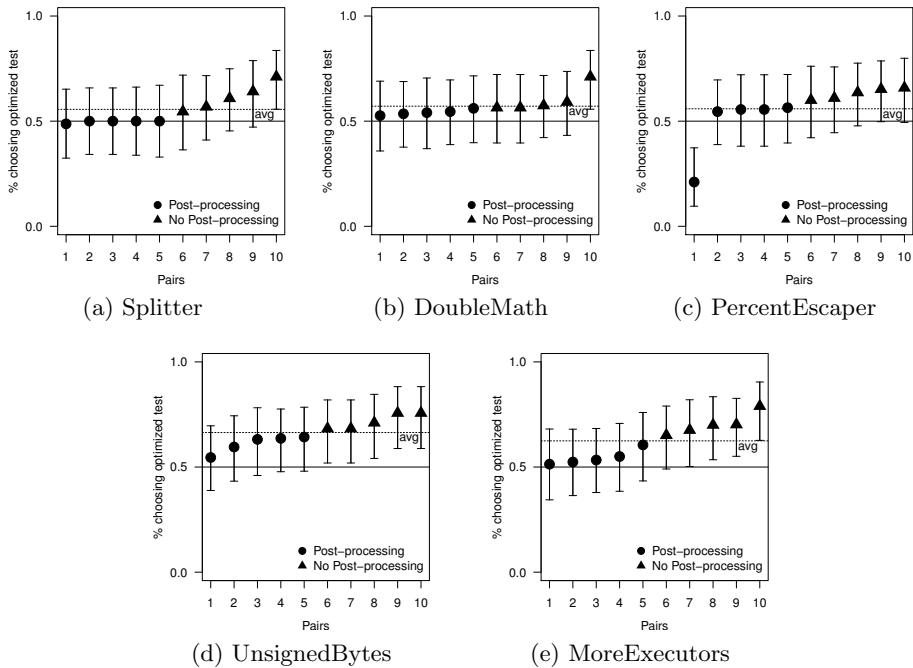 % choosing optimized test
1.0
0.5
0.0
avg
Post−processing
No Post−processing
1 2 3 4 5 6 7 8 9 10
Pairs
(a) Splitter
% choosing optimized test
1.0
0.5
0.0
avg
Post−processing
No Post−processing
1 2 3 4 5 6 7 8 9 10
Pairs
(b) DoubleMath
% choosing optimized test
1.0
0.5
0.0
avg
Post−processing
No Post−processing
1 2 3 4 5 6 7 8 9 10
Pairs
(c) PercentEscaper
% choosing optimized test
1.0
0.5
0.0
avg
Post−processing
No Post−processing
1 2 3 4 5 6 7 8 9 10
Pairs
(d) UnsignedBytes
% choosing optimized test
1.0
0.5
0.0
avg
Post−processing
No Post−processing
1 2 3 4 5 6 7 8 9 10
Pairs
(e) MoreExecutors